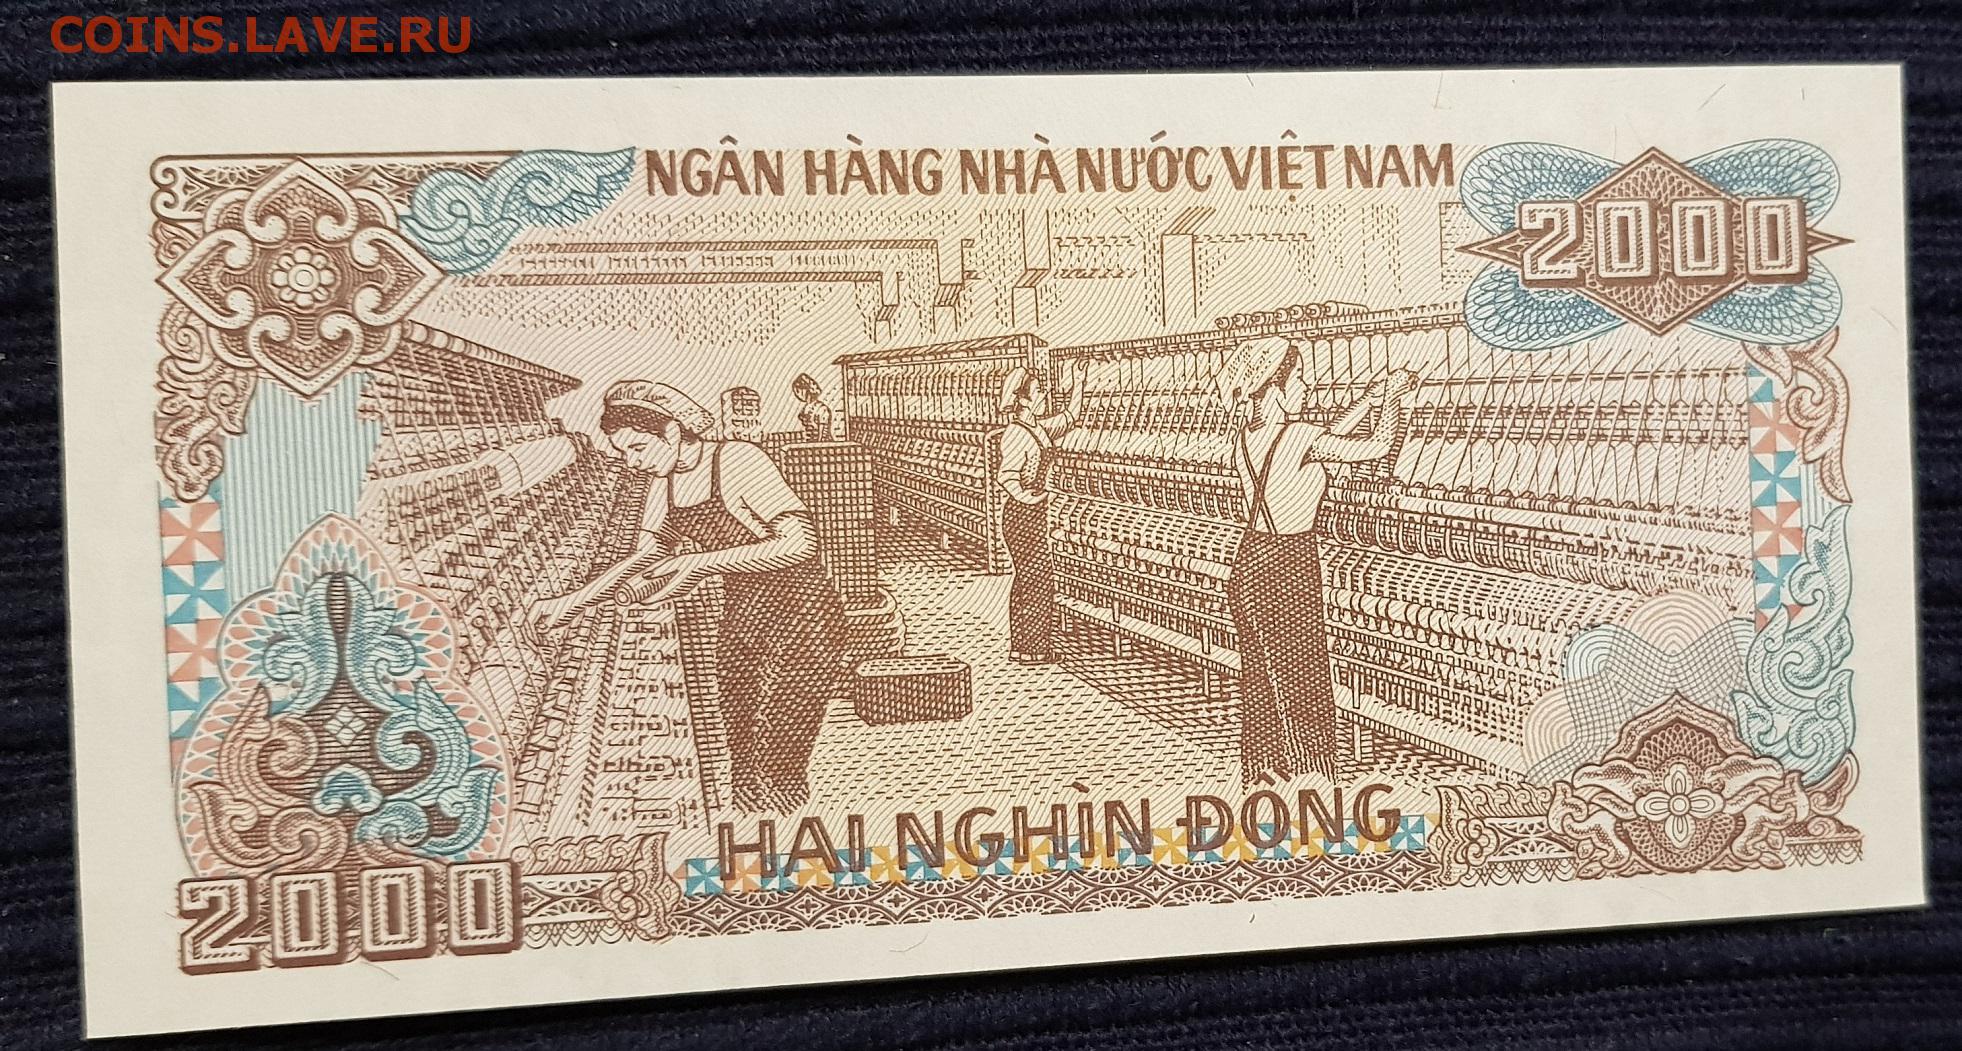 COINS.LAVE.RU
NGÂN HÀNG NHÀ NƯỚC VIỆT NAM
2000
HAI NGHÌN ĐỒNG
2000